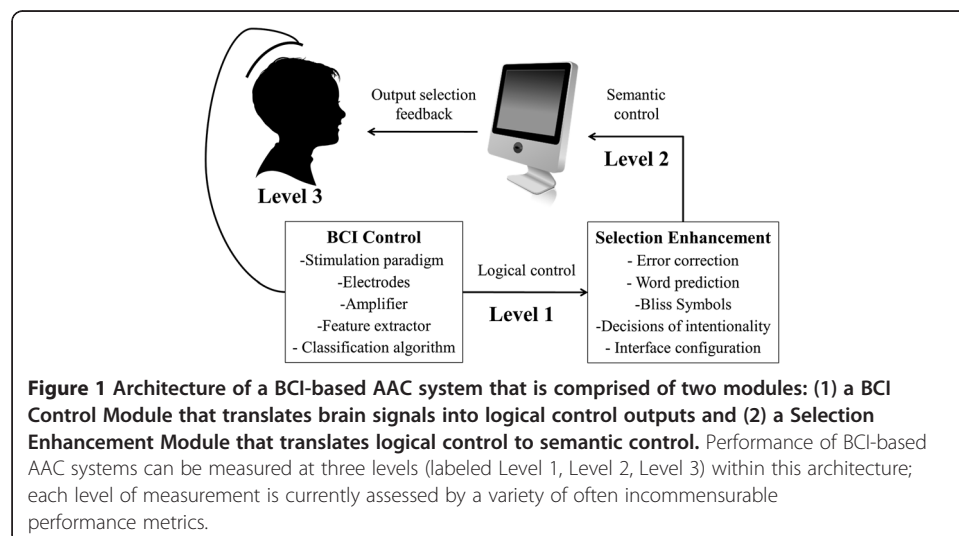 Output selection
feedback
Semantic
control
Level 2
Level 3
BCI Control
-Stimulation paradigm
-Electrodes
-Amplifier
-Feature extractor
- Classification algorithm
Logical control
Level 1
Selection Enhancement
- Error correction
- Word prediction
-Bliss Symbols
-Decisions of intentionality
- Interface configuration
Figure 1 Architecture of a BCI-based AAC system that is comprised of two modules: (1) a BCI
Control Module that translates brain signals into logical control outputs and (2) a Selection
Enhancement Module that translates logical control to semantic control. Performance of BCI-based
AAC systems can be measured at three levels (labeled Level 1, Level 2, Level 3) within this architecture;
each level of measurement is currently assessed by a variety of often incommensurable
performance metrics.